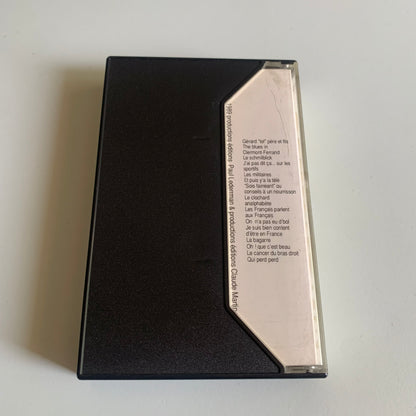 Gérard "tel" père et fils
The blues in
Clermont Ferrand
Le schmilblick
J'ai pas dit ça... sur les
sportifs
Les militaires
Et puis y'a la télé
"Sois fainéant" ou
conseils à un nourrisson
Le clochard
analphabète
Les Français parlent
aux Français
On n'a pas eu d'bol
Je suis bien content
d'être en France
La bagarre
Oh ! que c'est beau
Le cancer du bras droit
Qui perd perd
1989 productions éditions Paul Lederman & productions éditions Claude Martin